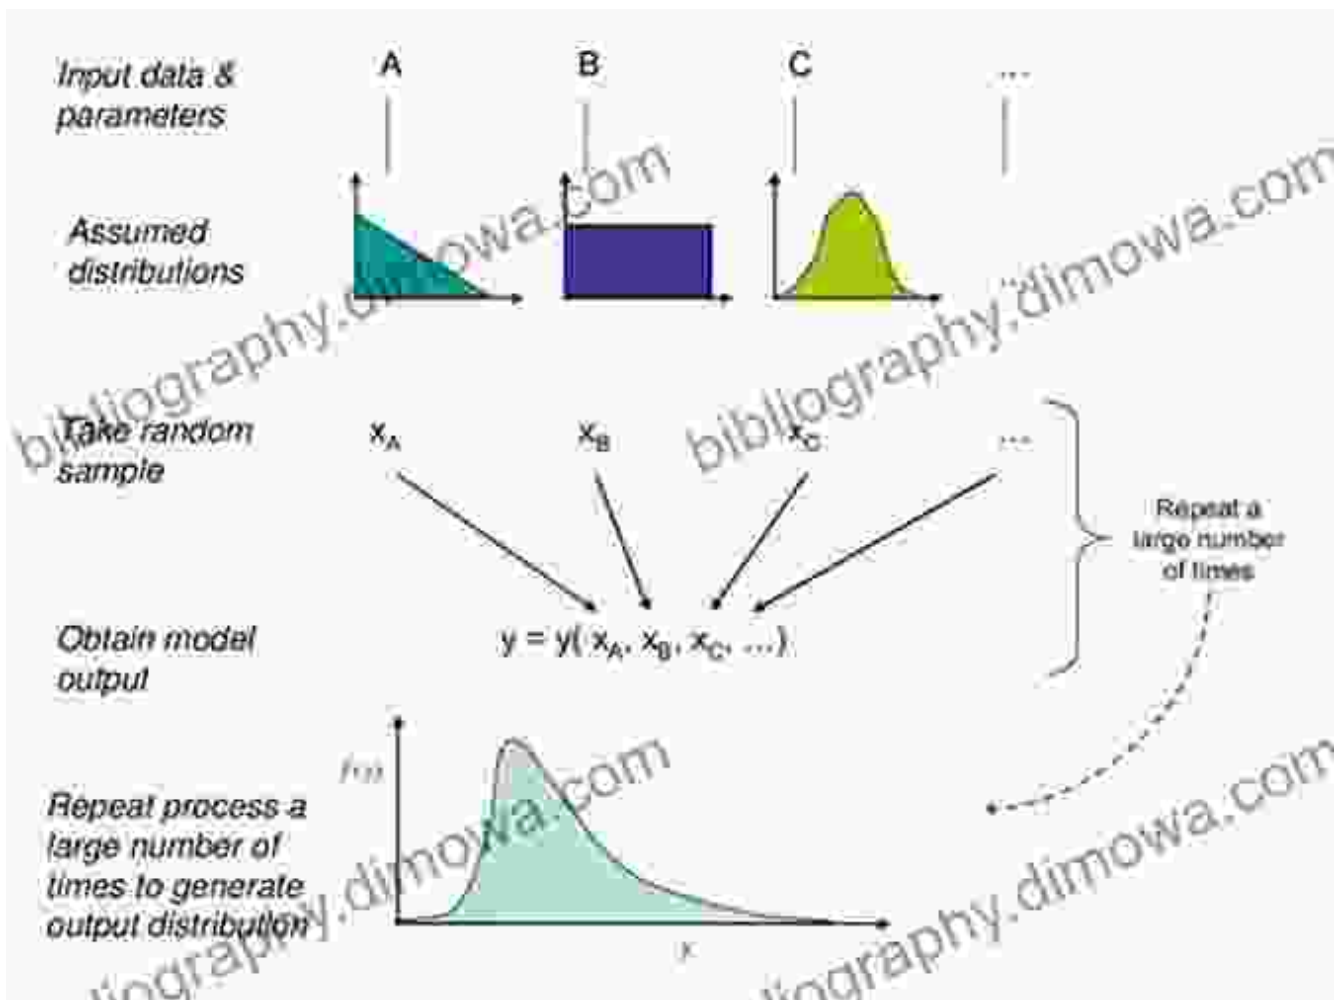 Input data &
parameters
A
B
C
...
Assumed
distributions
...
Take random
sample
xA
xB
xC
...
Repeat a
large number
of times
Obtain model
output
y = y( xA, xB, xC, ...)
Repeat process a
large number of
times to generate
output distribution
bibliography.dimowa.com
bibliography.dimowa.com
bliography.dimowa.com
bliography.dimowa.com